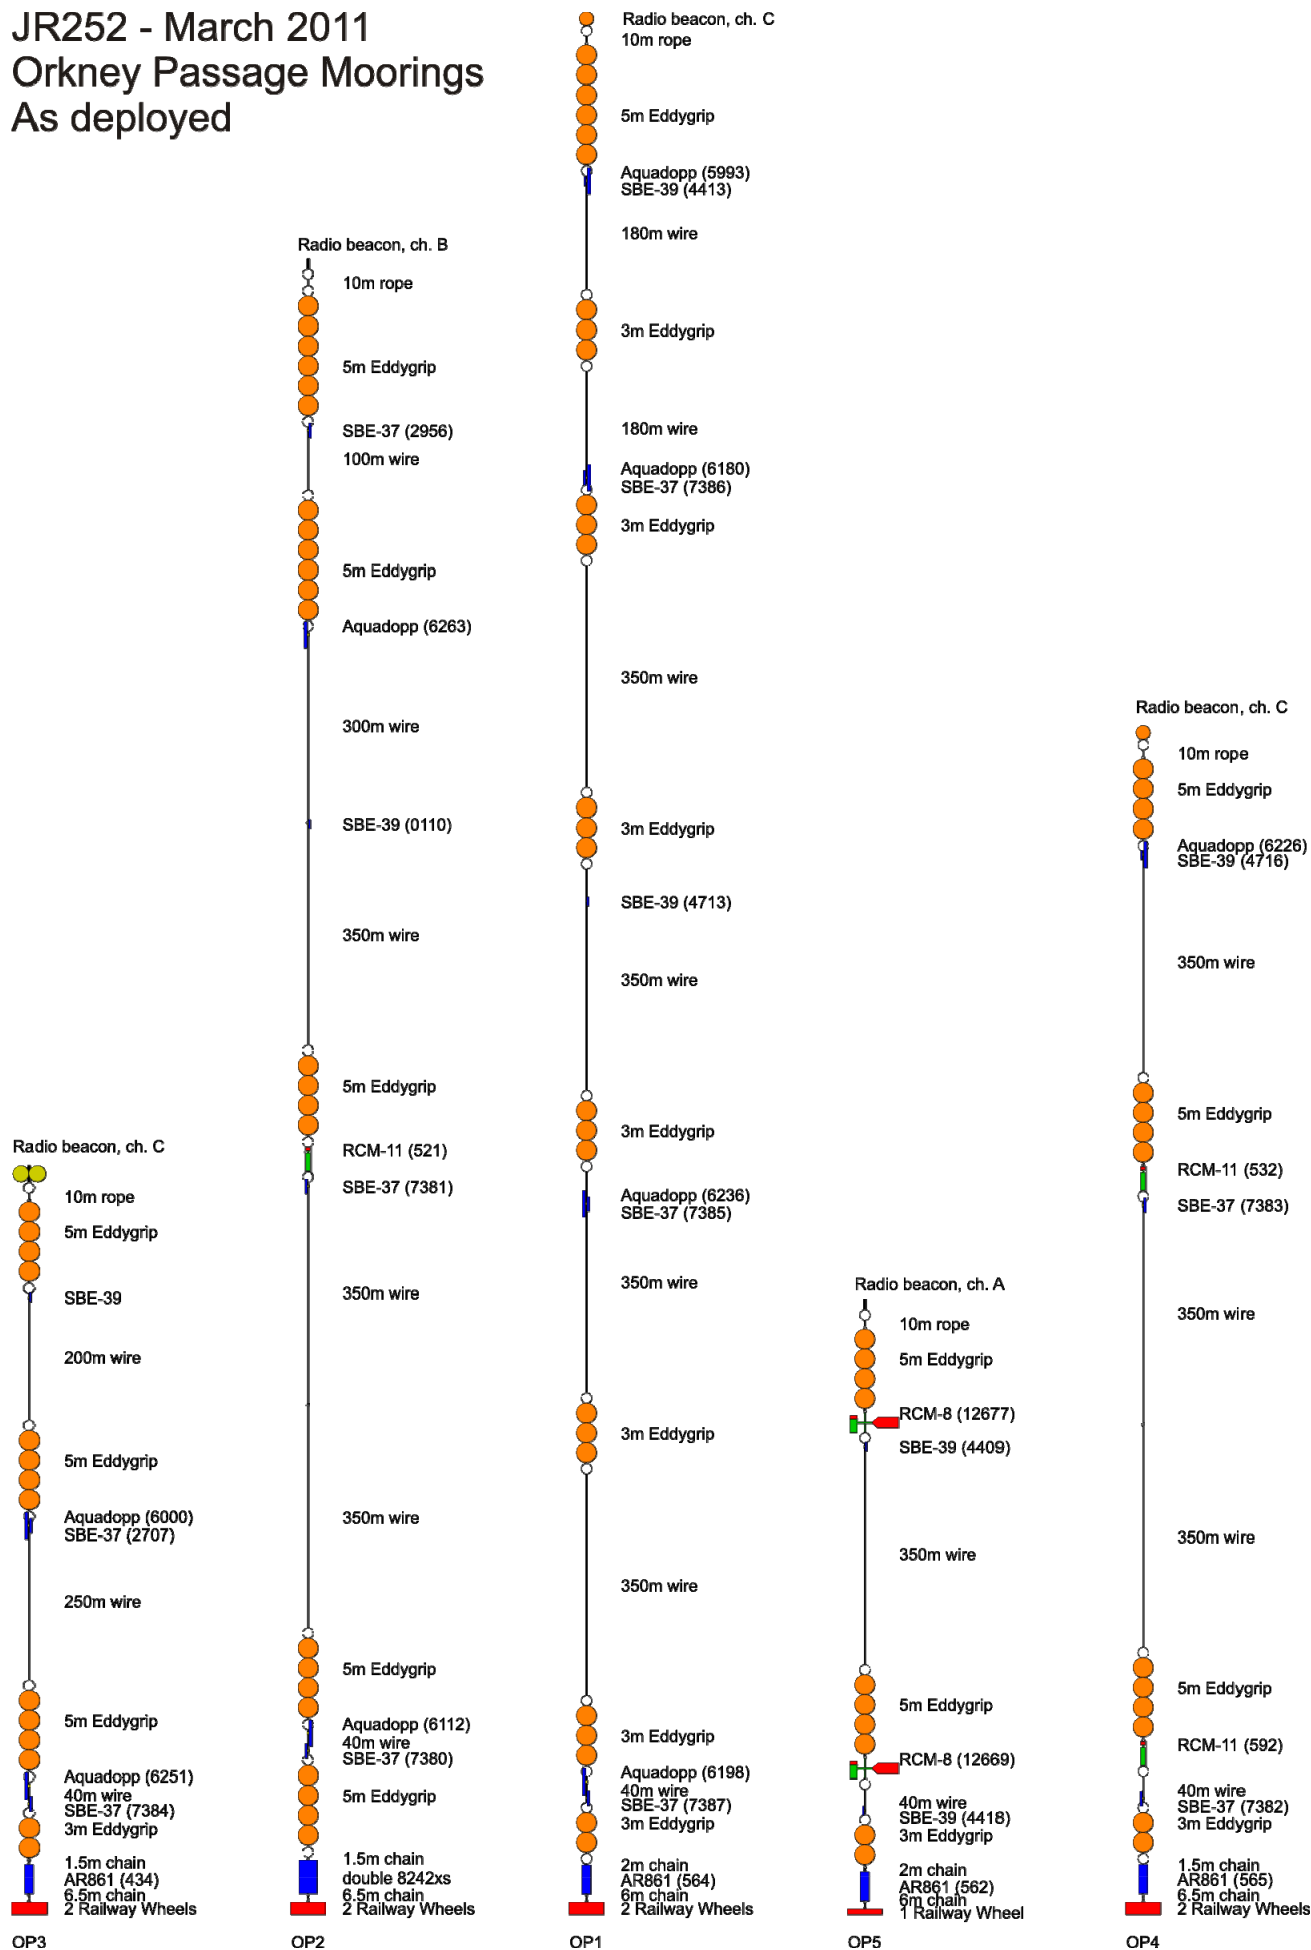 JR252 - March 2011
Orkney Passage Moorings
As deployed
Radio beacon, ch. C
10m rope
5m Eddygrip
SBE-39
200m wire
5m Eddygrip
Aquadopp (6000)
SBE-37 (2707)
250m wire
5m Eddygrip
Aquadopp (6251)
40m wire
SBE-37 (7384)
3m Eddygrip
1.5m chain
AR861 (434)
6.5m chain
2 Railway Wheels
OP3
Radio beacon, ch. B
10m rope
5m Eddygrip
SBE-37 (2956)
100m wire
5m Eddygrip
Aquadopp (6263)
300m wire
SBE-39 (0110)
350m wire
5m Eddygrip
RCM-11 (521)
SBE-37 (7381)
350m wire
350m wire
5m Eddygrip
Aquadopp (6112)
40m wire
SBE-37 (7380)
5m Eddygrip
1.5m chain
double 8242xs
6.5m chain
2 Railway Wheels
OP2
Radio beacon, ch. C
10m rope
5m Eddygrip
Aquadopp (5993)
SBE-39 (4413)
180m wire
3m Eddygrip
180m wire
Aquadopp (6180)
SBE-37 (7386)
3m Eddygrip
350m wire
3m Eddygrip
SBE-39 (4713)
350m wire
3m Eddygrip
Aquadopp (6236)
SBE-37 (7385)
350m wire
3m Eddygrip
350m wire
3m Eddygrip
Aquadopp (6198)
40m wire
SBE-37 (7387)
3m Eddygrip
2m chain
AR861 (564)
6m chain
2 Railway Wheels
OP1
Radio beacon, ch. A
10m rope
5m Eddygrip
RCM-8 (12677)
SBE-39 (4409)
350m wire
5m Eddygrip
RCM-8 (12669)
40m wire
SBE-39 (4418)
3m Eddygrip
2m chain
AR861 (562)
6m chain
1 Railway Wheel
OP5
Radio beacon, ch. C
10m rope
5m Eddygrip
Aquadopp (6226)
SBE-39 (4716)
350m wire
5m Eddygrip
RCM-11 (532)
SBE-37 (7383)
350m wire
350m wire
5m Eddygrip
RCM-11 (592)
40m wire
SBE-37 (7382)
3m Eddygrip
1.5m chain
AR861 (565)
6.5m chain
2 Railway Wheels
OP4